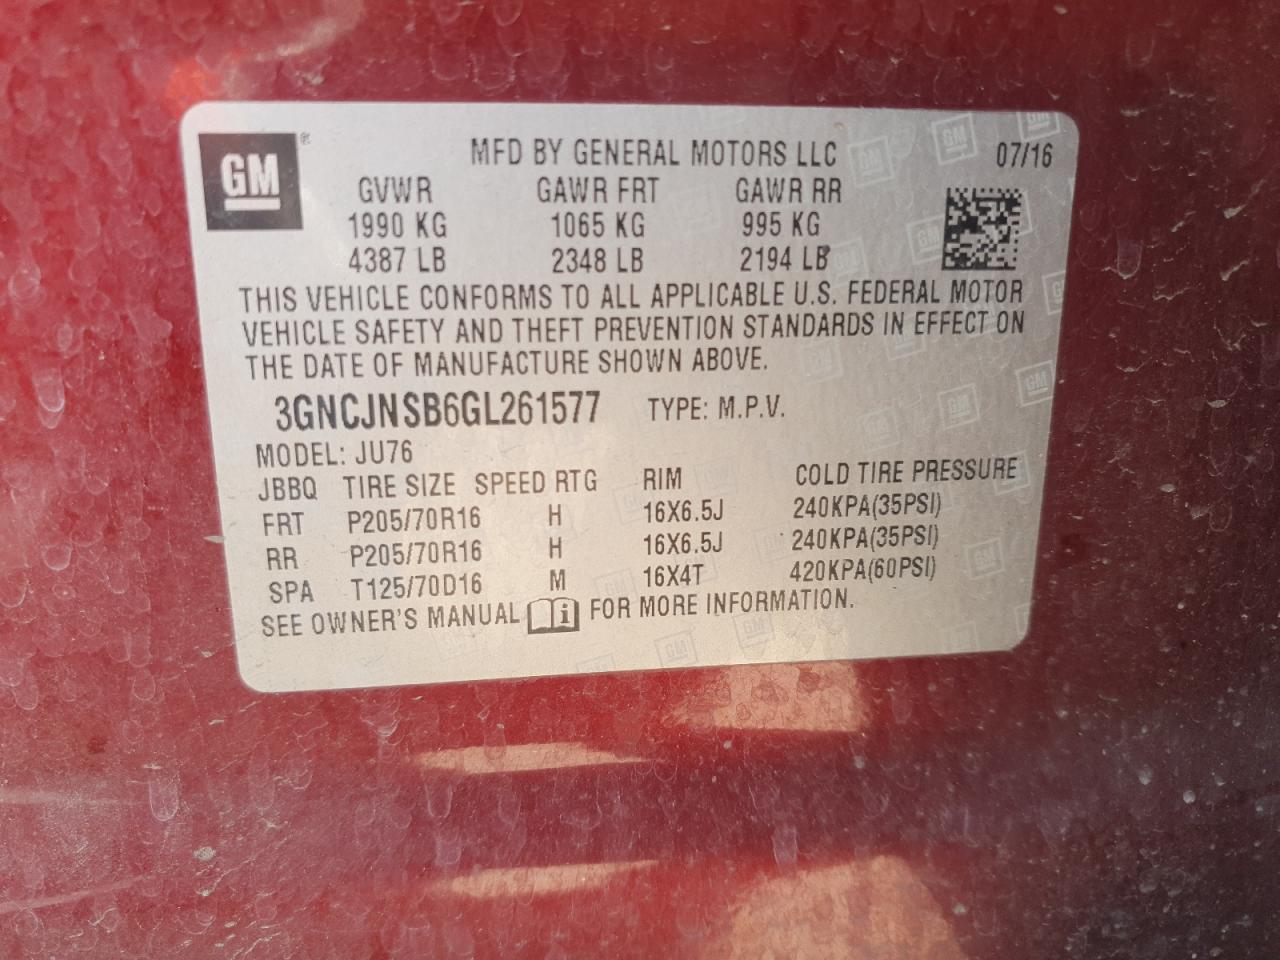 GM ®
MFD BY GENERAL MOTORS LLC 07/16
GVWR GAWR FRT GAWR RR
1990 KG 1065 KG 995 KG
4387 LB 2348 LB 2194 LB
THIS VEHICLE CONFORMS TO ALL APPLICABLE U.S. FEDERAL MOTOR
VEHICLE SAFETY AND THEFT PREVENTION STANDARDS IN EFFECT ON
THE DATE OF MANUFACTURE SHOWN ABOVE.
3GNCJNSB6GL261577 TYPE: M.P.V.
MODEL: JU76
JBBQ TIRE SIZE SPEED RTG RIM COLD TIRE PRESSURE
FRT P205/70R16 H 16X6.5J 240KPA(35PSI)
RR P205/70R16 H 16X6.5J 240KPA(35PSI)
SPA T125/70D16 M 16X4T 420KPA(60PSI)
SEE OWNER'S MANUAL i FOR MORE INFORMATION.